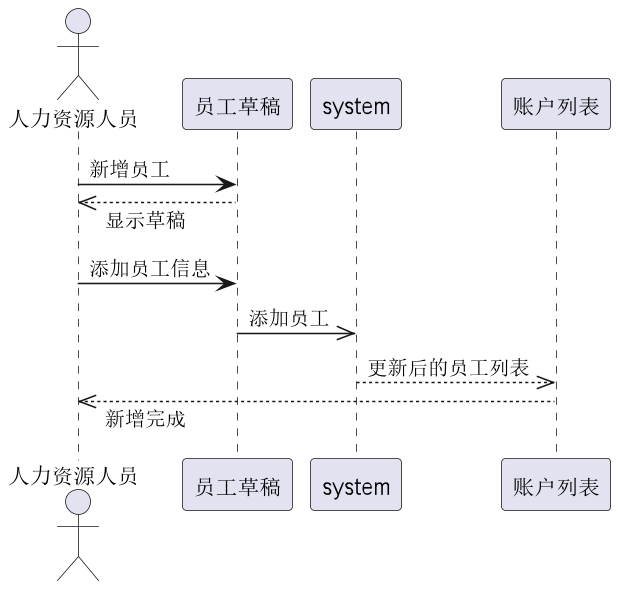 人力资源人员
员工草稿
system
账户列表
新增员工
显示草稿
添加员工信息
添加员工
更新后的员工列表
新增完成
人力资源人员
员工草稿
system
账户列表